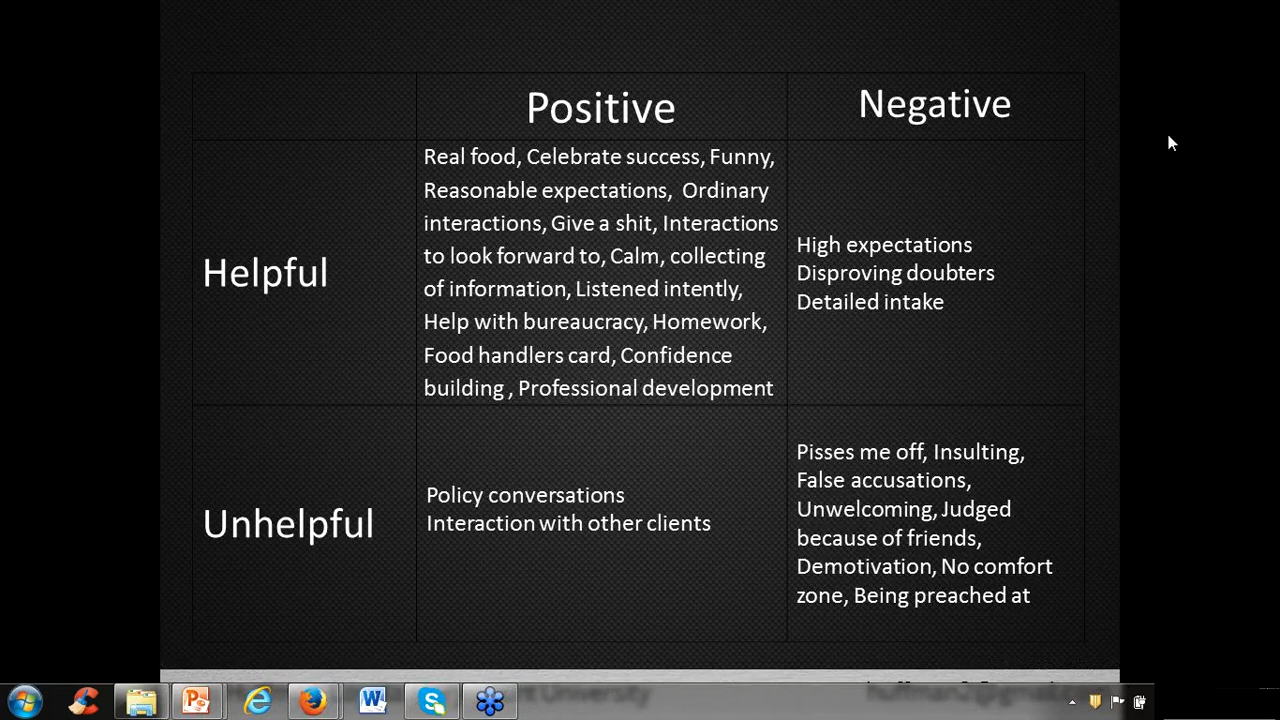 Positive
Negative
Helpful
Real food, Celebrate success, Funny,
Reasonable expectations, Ordinary
interactions, Give a shit, Interactions
to look forward to, Calm, collecting
of information, Listened intently,
Help with bureaucracy, Homework,
Food handlers card, Confidence
building , Professional development
High expectations
Disproving doubters
Detailed intake
Unhelpful
Policy conversations
Interaction with other clients
Pisses me off, Insulting,
False accusations,
Unwelcoming, Judged
because of friends,
Demotivation, No comfort
zone, Being preached at